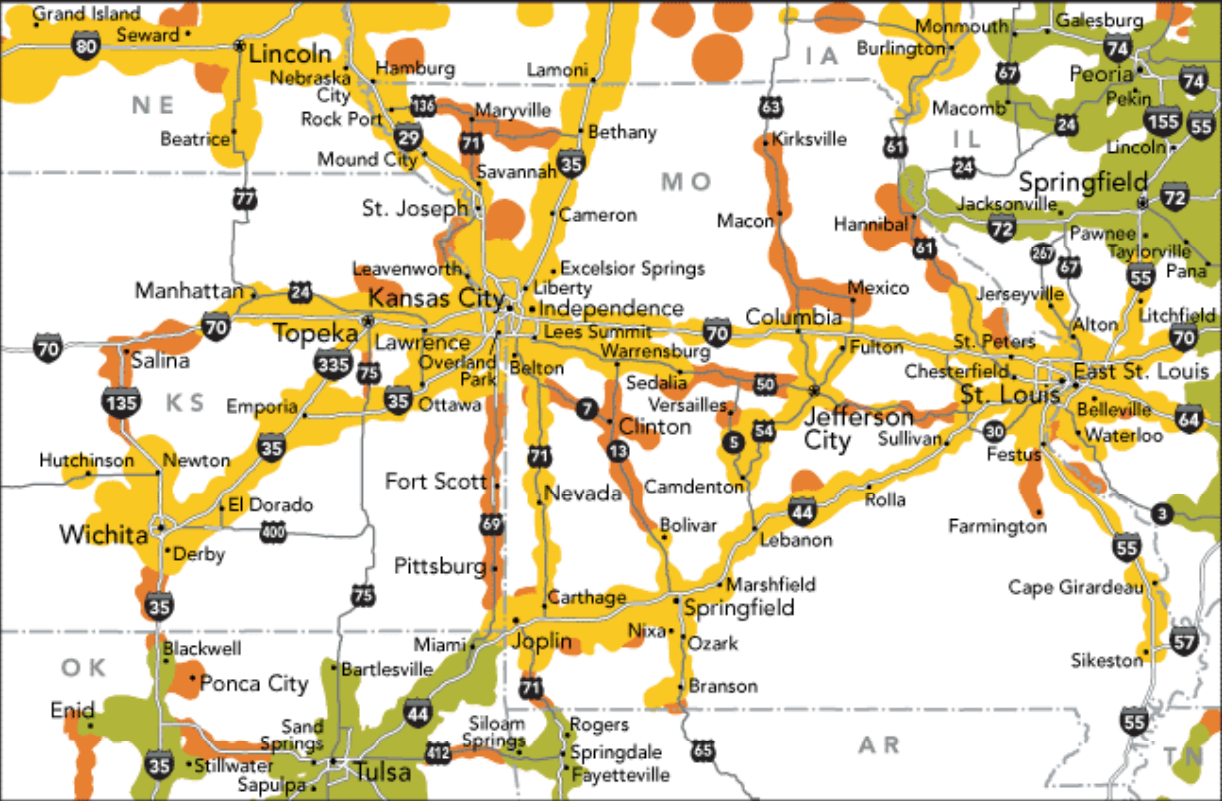 Grand Island
Seward
80
Lincoln
Nebraska
City
Hamburg
Lamoni
IA
Monmouth
Galesburg
Burlington
74
67
Peoria
74
Pekin
NE
Rock Port
136
Maryville
63
Macomb
24
155
55
Beatrice
29
71
Bethany
Kirksville
61
IL
Lincoln
Mound City
35
24
Savannah
MO
Springfield
77
72
St. Joseph
Cameron
Macon
Hannibal
Jacksonville
72
Pawnee
61
267
67
Taylorville
Pana
Leavenworth
Excelsior Springs
55
Manhattan
24
Liberty
Mexico
Jerseyville
Kansas City
Independence
Columbia
Litchfield
70
Topeka
Lees Summit
70
Alton
70
70
Lawrence
Warrensburg
Fulton
St. Peters
Salina
335
75
Overland
Park
Belton
Sedalia
50
Chesterfield
East St. Louis
135
KS
35
Ottawa
Emporia
7
Versailles
St. Louis
Belleville
64
Clinton
Jefferson
City
5
54
Sullivan
30
Waterloo
35
13
Festus
Hutchinson
Newton
71
Fort Scott
Nevada
Camdenton
Rolla
El Dorado
44
Farmington
3
Wichita
400
69
Bolivar
Lebanon
Derby
55
Pittsburg
Marshfield
Cape Girardeau
35
75
Carthage
Springfield
Nixa
Ozark
57
Miami
Joplin
Blackwell
Sikeston
OK
Bartlesville
Ponca City
71
Branson
Enid
44
55
Sand
Springs
Siloam
Springs
Rogers
AR
412
65
Springdale
TN
35
Stillwater
Tulsa
Fayetteville
Sapulpa